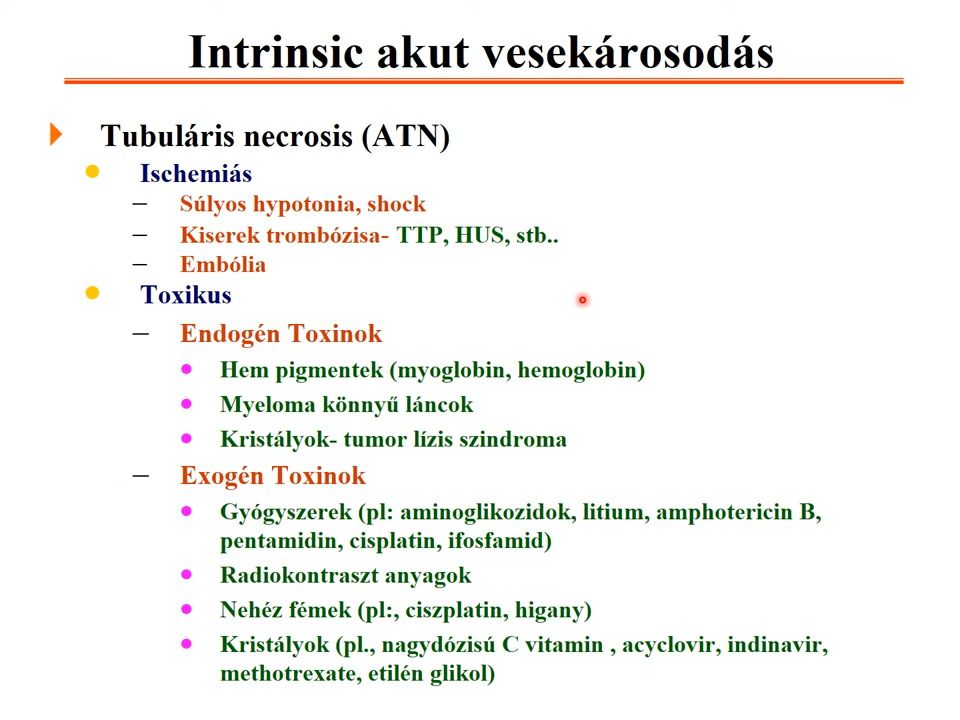 Intrinsic akut vesekárosodás
Tubuláris necrosis (ATN)
Ischemiás
– Súlyos hypotonia, shock
– Kiserek trombózisa- TTP, HUS, stb..
– Embólia
Toxikus
– Endogén Toxinok
Hem pigmentek (myoglobin, hemoglobin)
Myeloma könnyű láncok
Kristályok- tumor lízis szindroma
– Exogén Toxinok
Gyógyszerek (pl: aminoglikozidok, litium, amphotericin B,
pentamidin, cisplatin, ifosfamid)
Radiokontraszt anyagok
Nehéz fémek (pl:, ciszplatin, higany)
Kristályok (pl., nagydózisú C vitamin , acyclovir, indinavir,
methotrexate, etilén glikol)